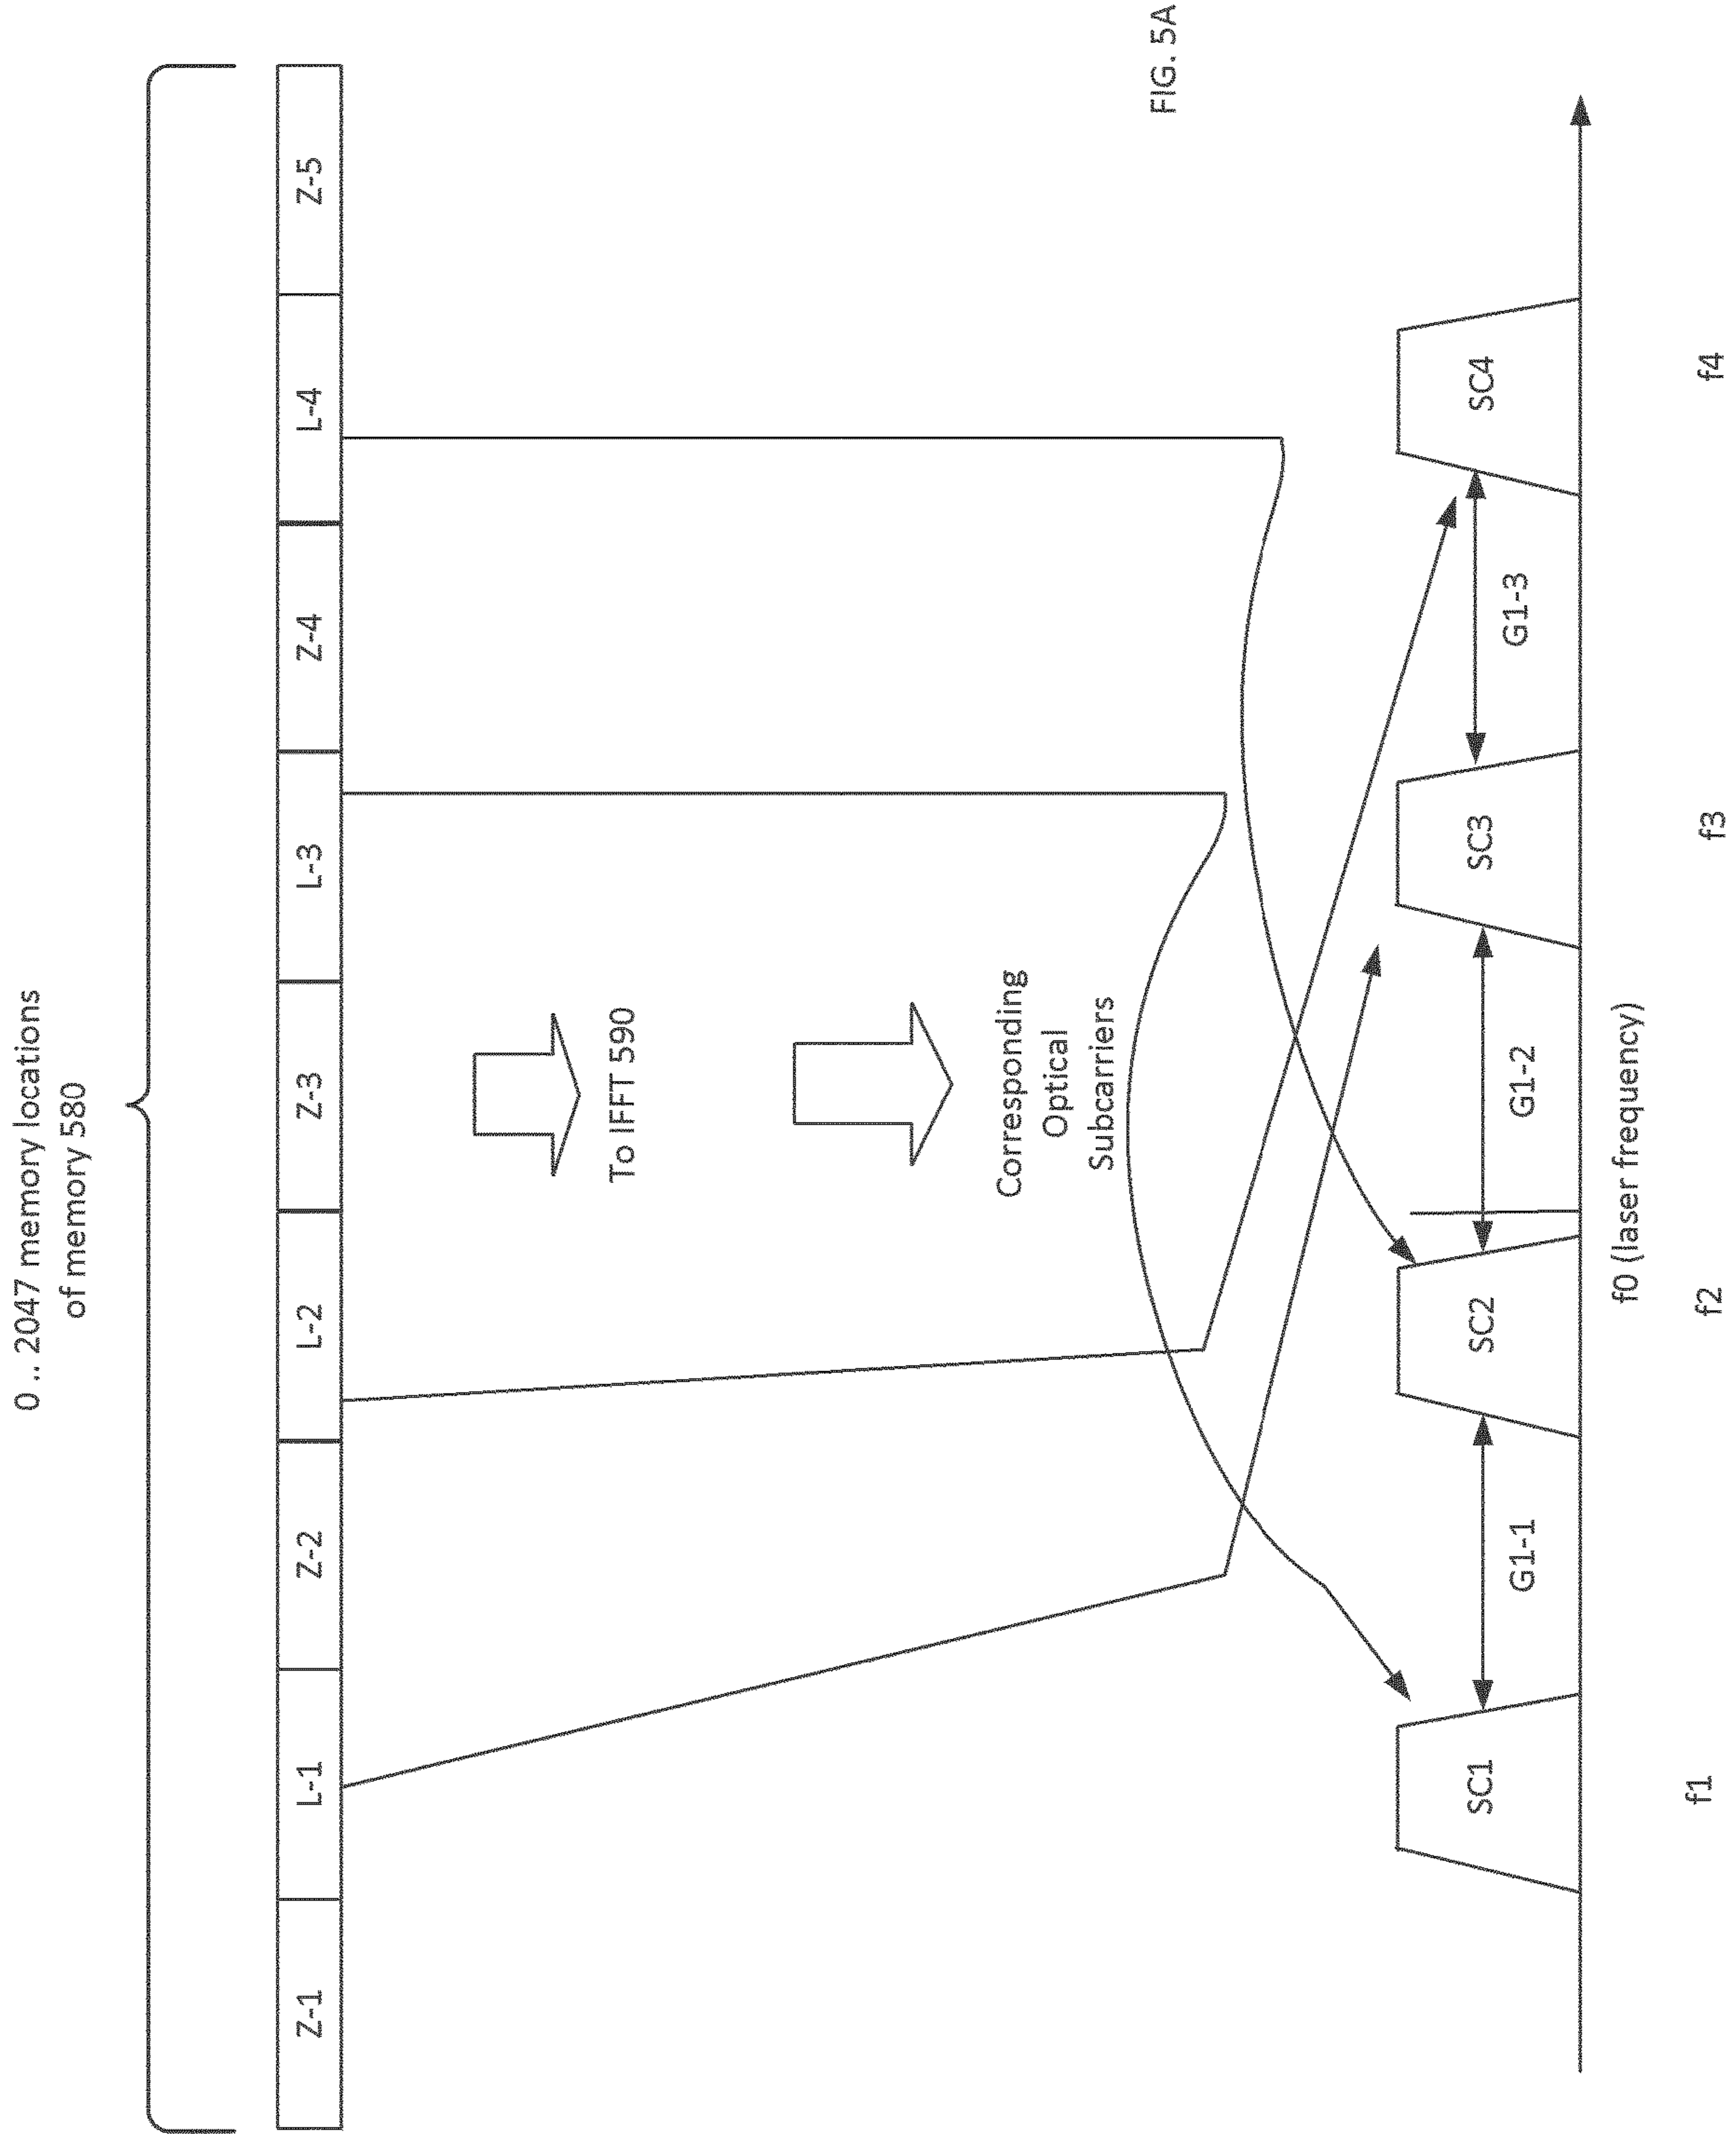 0 .. 2047 memory locations
of memory 580
Z-1
L-1
Z-2
L-2
Z-3
L-3
Z-4
L-4
Z-5
To IFFT 590
Corresponding
Optical
Subcarriers
FIG. 5A
SC1
SC2
SC3
SC4
G1-1
G1-2
G1-3
f0 (laser frequency)
f1
f2
f3
f4